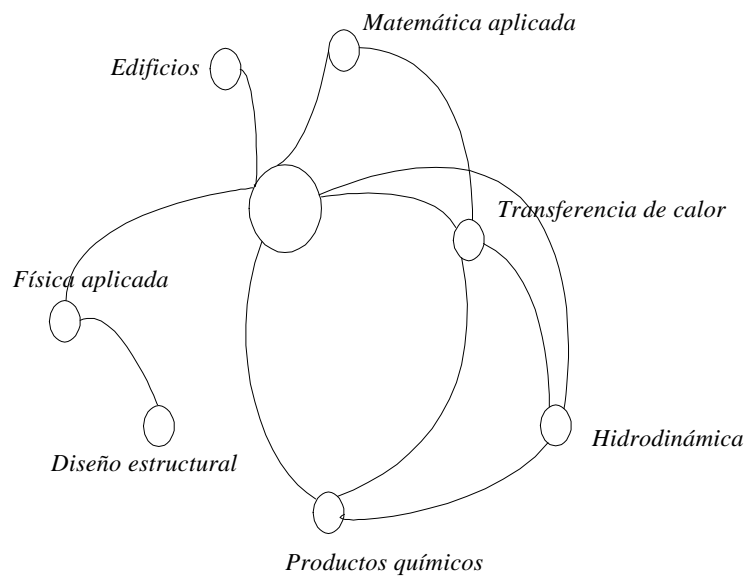 Matemática aplicada
Edificios
Transferencia de calor
Física aplicada
Hidrodinámica
Diseño estructural
Productos químicos